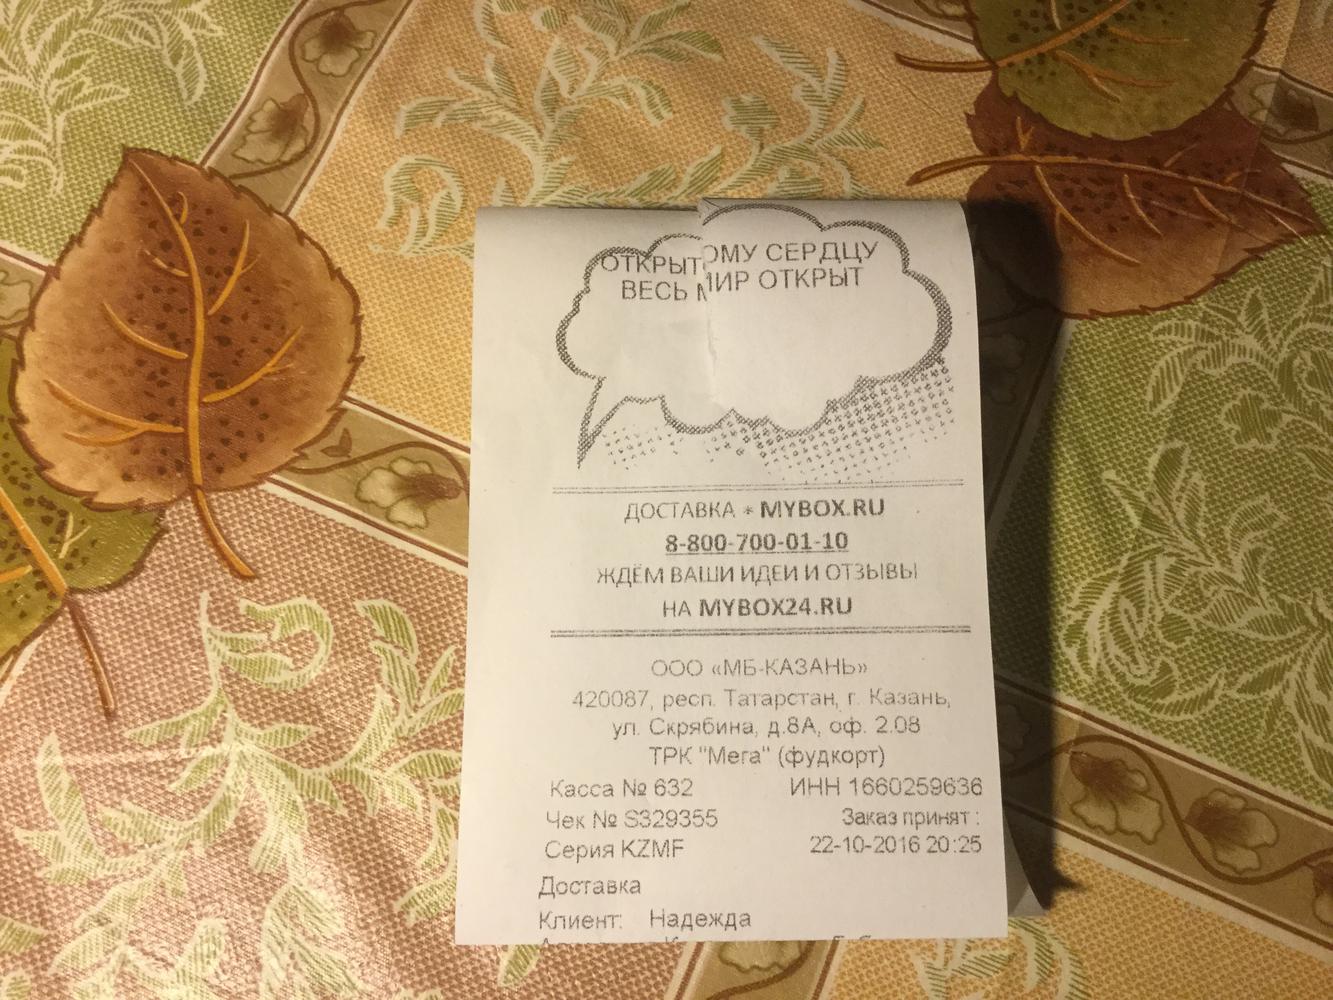 ОТКРЫТОМУ СЕРДЦУ
ВЕСЬ МИР ОТКРЫТ
ДОСТАВКА * MYBOX.RU
8-800-700-01-10
ЖДЁМ ВАШИ ИДЕИ И ОТЗЫВЫ
НА MYBOX24.RU
ООО «МБ-КАЗАНЬ»
420087, респ. Татарстан, г. Казань,
ул. Скрябина, д.8А, оф. 2.08
ТРК "Мега" (фудкорт)
Касса № 632 ИНН 1660259636
Чек № S329355 Заказ принят :
Серия KZMF 22-10-2016 20:25
Доставка
Клиент: Надежда